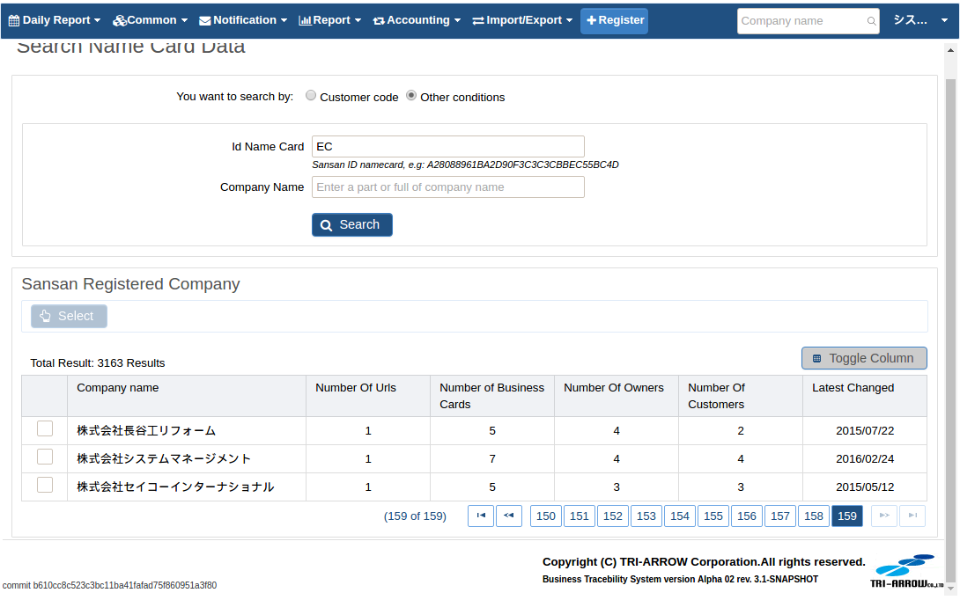 Daily Report Common Notification Report Accounting Import/Export Register Company name シス...
Search Name Card Data
You want to search by: Customer code Other conditions
Id Name Card EC
Sansan ID namecard, e.g: A28088961BA2D90F3C3C3CBBEC55BC4D
Company Name Enter a part or full of company name
Search
Sansan Registered Company
Select
Total Result: 3163 Results Toggle Column
Company name Number Of Urls Number of Business Cards Number Of Owners Number Of Customers Latest Changed
株式会社長谷工リフォーム 1 5 4 2 2015/07/22
株式会社システムマネージメント 1 7 4 4 2016/02/24
株式会社セイコーインターナショナル 1 5 3 3 2015/05/12
(159 of 159) 150 151 152 153 154 155 156 157 158 159
Copyright (C) TRI-ARROW Corporation.All rights reserved.
Business Tracebility System version Alpha 02 rev. 3.1-SNAPSHOT
TRI-ARROW Co.,LTD
commit b610cc8c523c3bc11ba41fafad75f860951a3f80